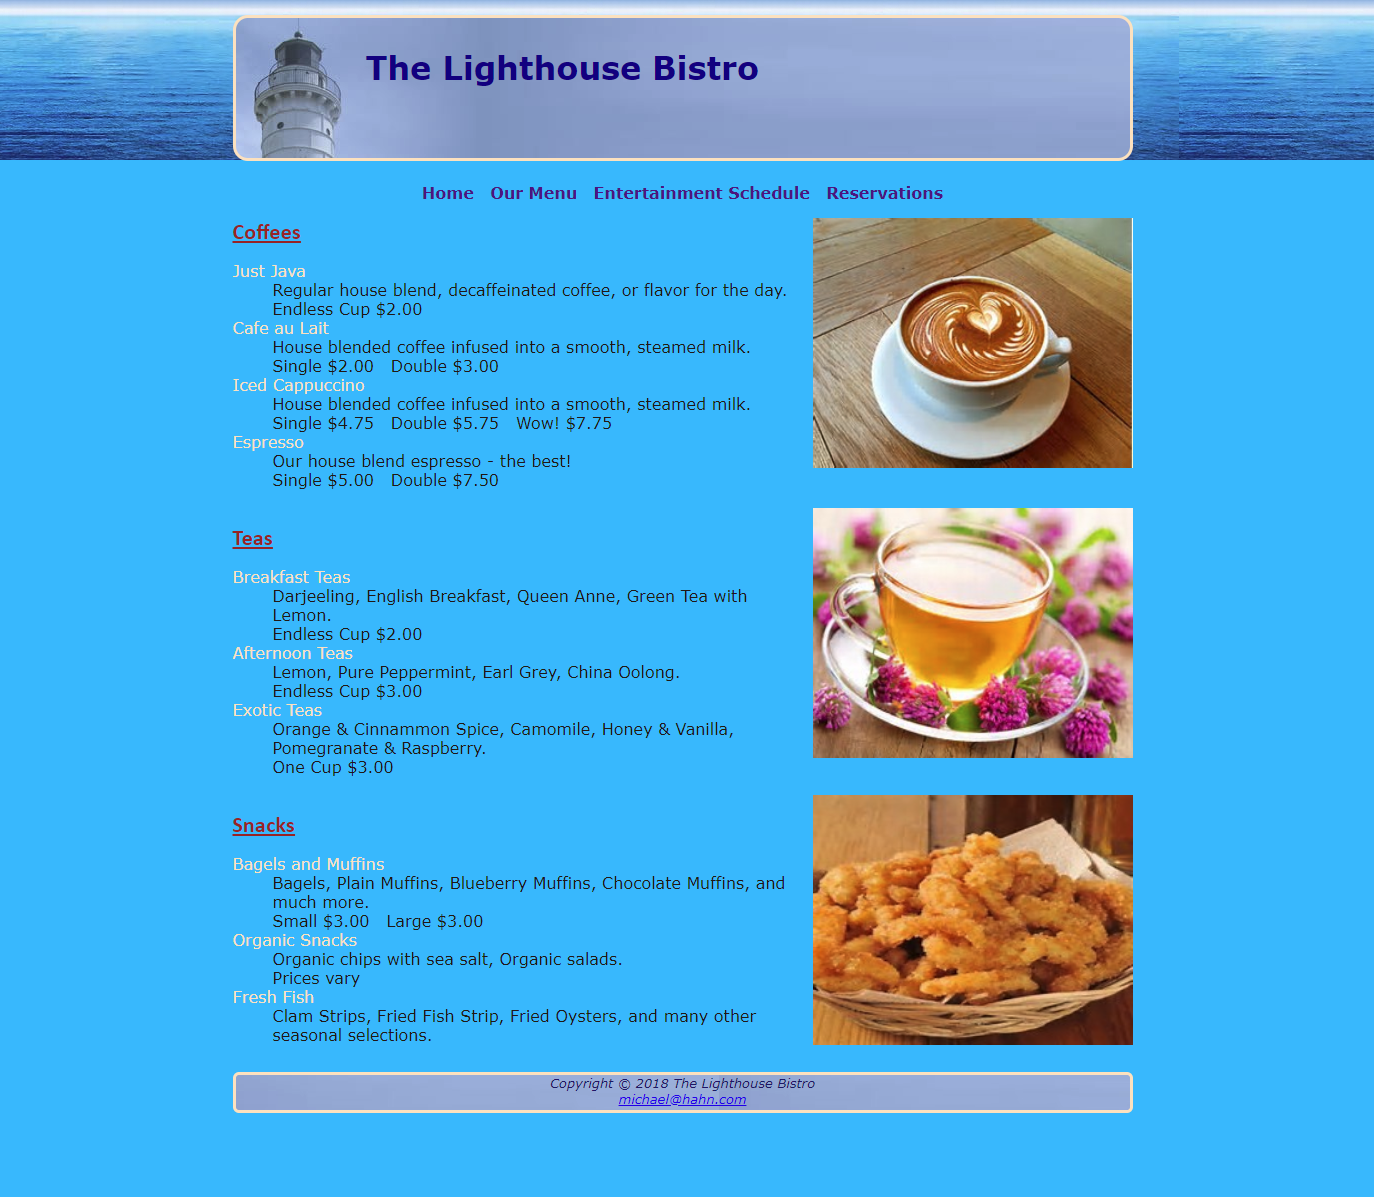 The Lighthouse Bistro
Home Our Menu Entertainment Schedule Reservations
Coffees
Just Java
Regular house blend, decaffeinated coffee, or flavor for the day.
Endless Cup $2.00
Cafe au Lait
House blended coffee infused into a smooth, steamed milk.
Single $2.00 Double $3.00
Iced Cappuccino
House blended coffee infused into a smooth, steamed milk.
Single $4.75 Double $5.75 Wow! $7.75
Espresso
Our house blend espresso - the best!
Single $5.00 Double $7.50
Teas
Breakfast Teas
Darjeeling, English Breakfast, Queen Anne, Green Tea with
Lemon.
Endless Cup $2.00
Afternoon Teas
Lemon, Pure Peppermint, Earl Grey, China Oolong.
Endless Cup $3.00
Exotic Teas
Orange & Cinnammon Spice, Camomile, Honey & Vanilla,
Pomegranate & Raspberry.
One Cup $3.00
Snacks
Bagels and Muffins
Bagels, Plain Muffins, Blueberry Muffins, Chocolate Muffins, and
much more.
Small $3.00 Large $3.00
Organic Snacks
Organic chips with sea salt, Organic salads.
Prices vary
Fresh Fish
Clam Strips, Fried Fish Strip, Fried Oysters, and many other
seasonal selections.
Copyright © 2018 The Lighthouse Bistro
michael@hahn.com